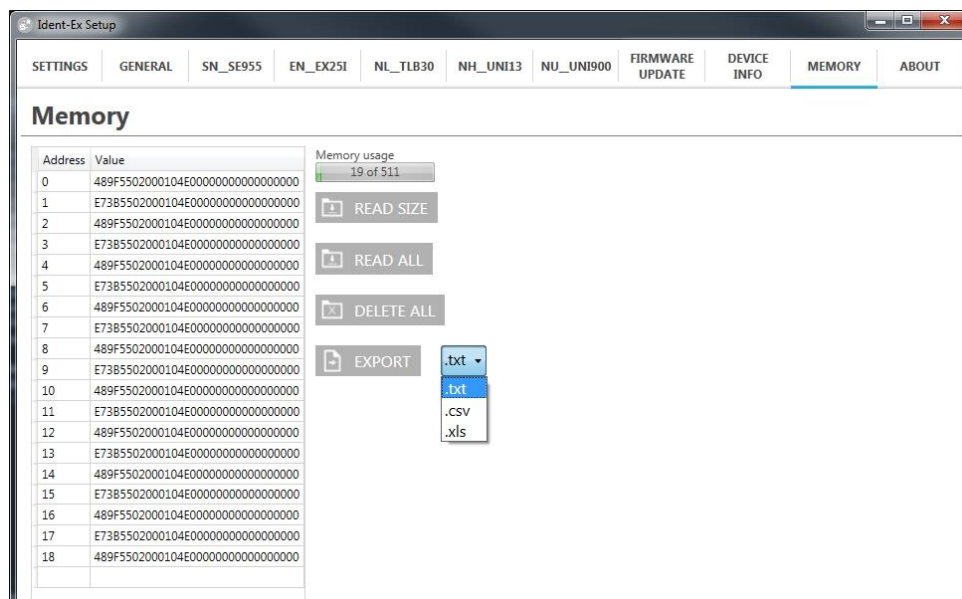 Ident-Ex Setup
SETTINGS GENERAL SN_SE955 EN_EX25I NL_TLB30 NH_UNI13 NU_UNI900 FIRMWARE UPDATE DEVICE INFO MEMORY ABOUT
Memory
Address Value
0 489F5502000104E00000000000000000
1 E73B5502000104E00000000000000000
2 489F5502000104E00000000000000000
3 E73B5502000104E00000000000000000
4 489F5502000104E00000000000000000
5 E73B5502000104E00000000000000000
6 489F5502000104E00000000000000000
7 E73B5502000104E00000000000000000
8 489F5502000104E00000000000000000
9 E73B5502000104E00000000000000000
10 489F5502000104E00000000000000000
11 E73B5502000104E00000000000000000
12 489F5502000104E00000000000000000
13 E73B5502000104E00000000000000000
14 489F5502000104E00000000000000000
15 E73B5502000104E00000000000000000
16 489F5502000104E00000000000000000
17 E73B5502000104E00000000000000000
18 489F5502000104E00000000000000000
Memory usage
19 of 511
READ SIZE
READ ALL
DELETE ALL
EXPORT .txt
.txt
.csv
.xls